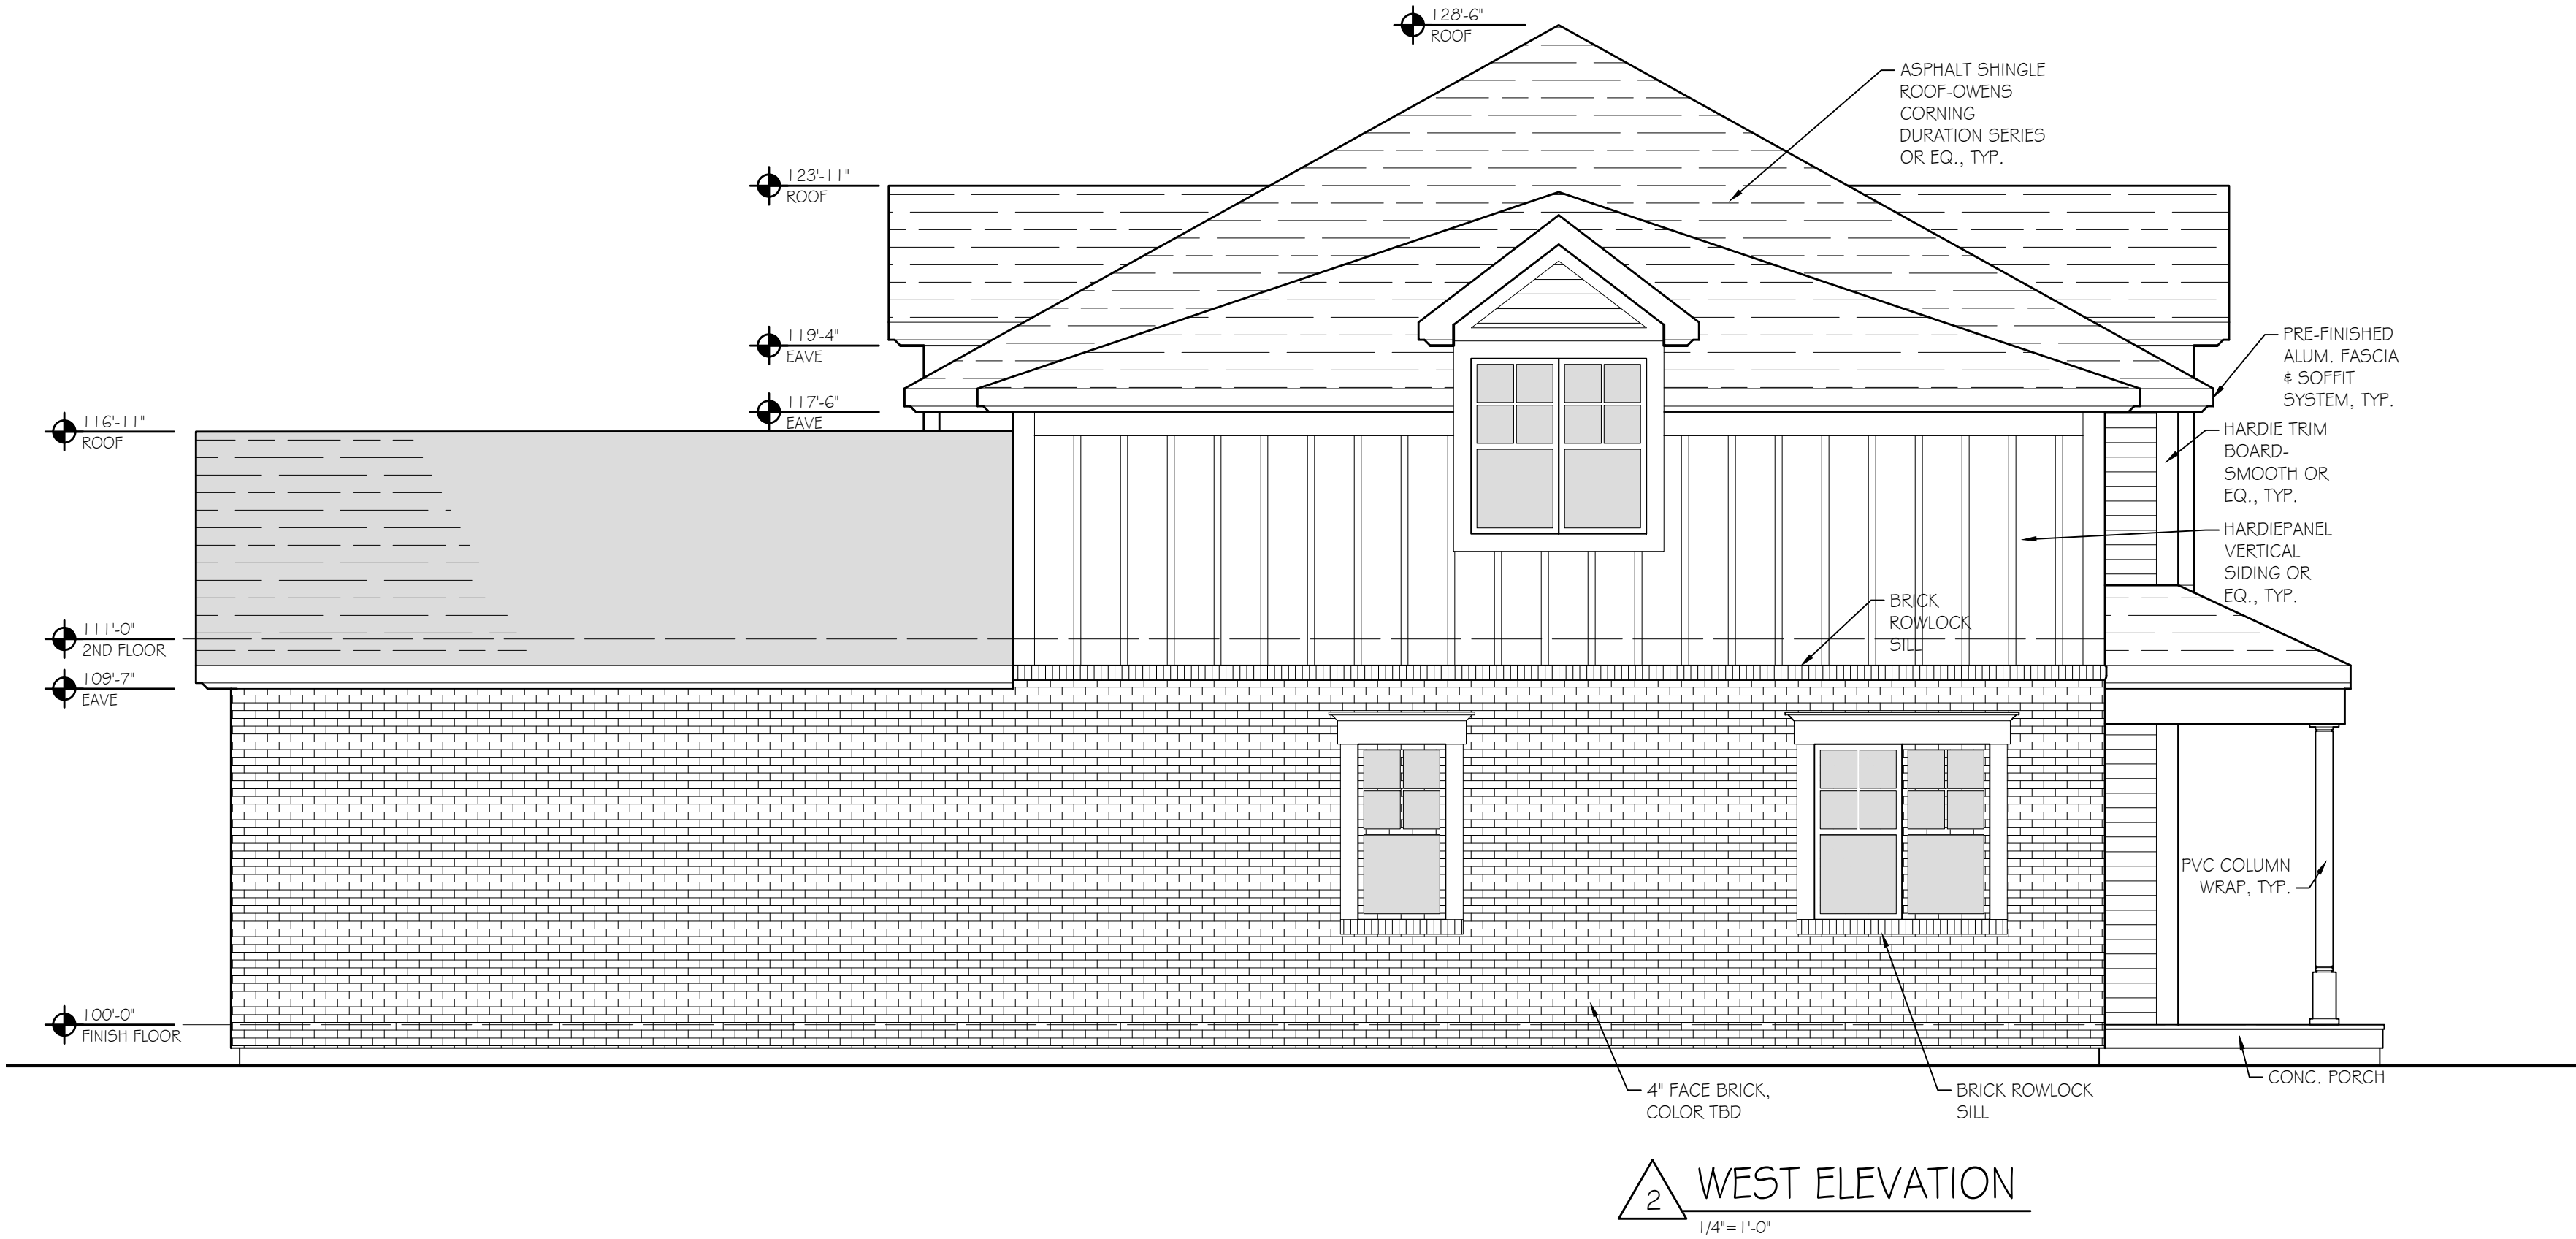 128'-6"
ROOF
ASPHALT SHINGLE
ROOF-OWENS
CORNING
DURATION SERIES
OR EQ., TYP.
123'-11"
ROOF
119'-4"
EAVE
PRE-FINISHED
ALUM. FASCIA
& SOFFIT
SYSTEM, TYP.
117'-6"
EAVE
116'-11"
ROOF
HARDIE TRIM
BOARD-
SMOOTH OR
EQ., TYP.
HARDIEPANEL
VERTICAL
SIDING OR
EQ., TYP.
BRICK
ROWLOCK
SILL
111'-0"
2ND FLOOR
109'-7"
EAVE
PVC COLUMN
WRAP, TYP.
100'-0"
FINISH FLOOR
CONC. PORCH
4" FACE BRICK,
COLOR TBD
BRICK ROWLOCK
SILL
2
WEST ELEVATION
1/4"=1'-0"